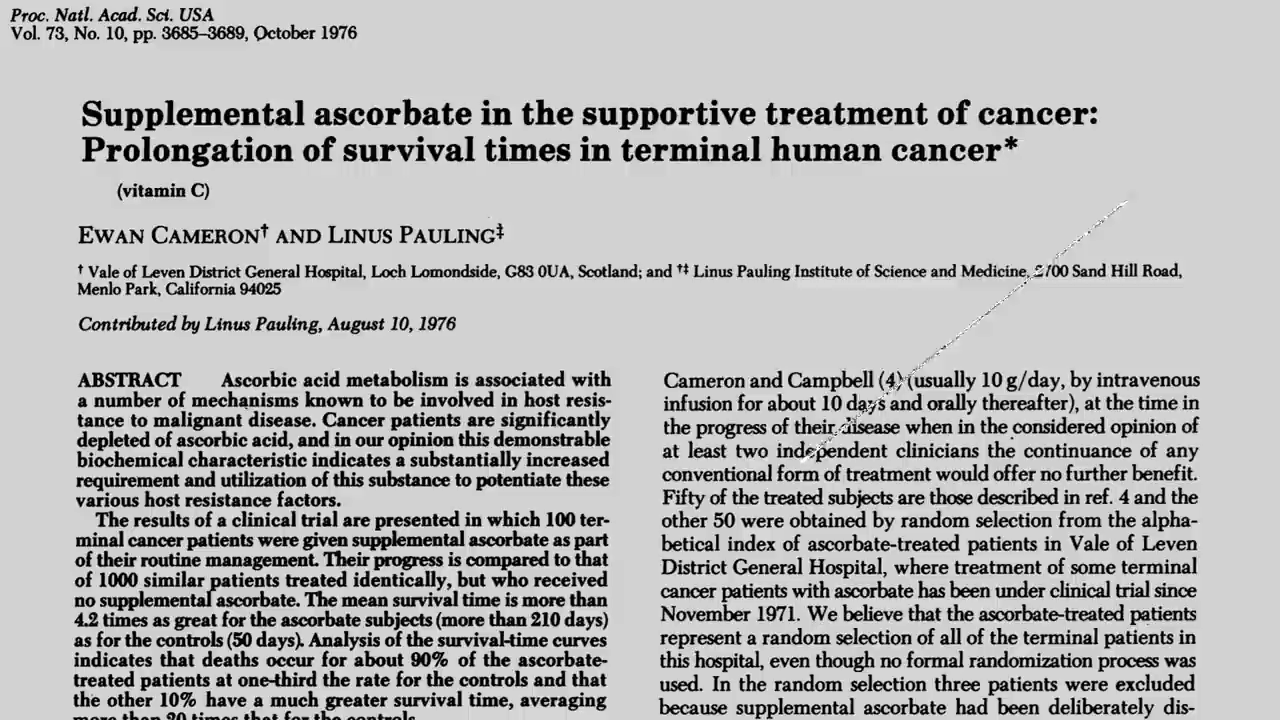 Proc. Natl. Acad. Sci. USA
Vol. 73, No. 10, pp. 3685–3689, October 1976
Supplemental ascorbate in the supportive treatment of cancer:
Prolongation of survival times in terminal human cancer*
(vitamin C)
EWAN CAMERON† AND LINUS PAULING‡
† Vale of Leven District General Hospital, Loch Lomondside, G83 0UA, Scotland; and †‡ Linus Pauling Institute of Science and Medicine, 2700 Sand Hill Road,
Menlo Park, California 94025
Contributed by Linus Pauling, August 10, 1976
ABSTRACT Ascorbic acid metabolism is associated with
a number of mechanisms known to be involved in host resis-
tance to malignant disease. Cancer patients are significantly
depleted of ascorbic acid, and in our opinion this demonstrable
biochemical characteristic indicates a substantially increased
requirement and utilization of this substance to potentiate these
various host resistance factors.
The results of a clinical trial are presented in which 100 ter-
minal cancer patients were given supplemental ascorbate as part
of their routine management. Their progress is compared to that
of 1000 similar patients treated identically, but who received
no supplemental ascorbate. The mean survival time is more than
4.2 times as great for the ascorbate subjects (more than 210 days)
as for the controls (50 days). Analysis of the survival-time curves
indicates that deaths occur for about 90% of the ascorbate-
treated patients at one-third the rate for the controls and that
the other 10% have a much greater survival time, averaging
more than 20 times that for the controls.
Cameron and Campbell (4) (usually 10 g/day, by intravenous
infusion for about 10 days and orally thereafter), at the time in
the progress of their disease when in the considered opinion of
at least two independent clinicians the continuance of any
conventional form of treatment would offer no further benefit.
Fifty of the treated subjects are those described in ref. 4 and the
other 50 were obtained by random selection from the alpha-
betical index of ascorbate-treated patients in Vale of Leven
District General Hospital, where treatment of some terminal
cancer patients with ascorbate has been under clinical trial since
November 1971. We believe that the ascorbate-treated patients
represent a random selection of all of the terminal patients in
this hospital, even though no formal randomization process was
used. In the random selection three patients were excluded
because supplemental ascorbate had been deliberately dis-